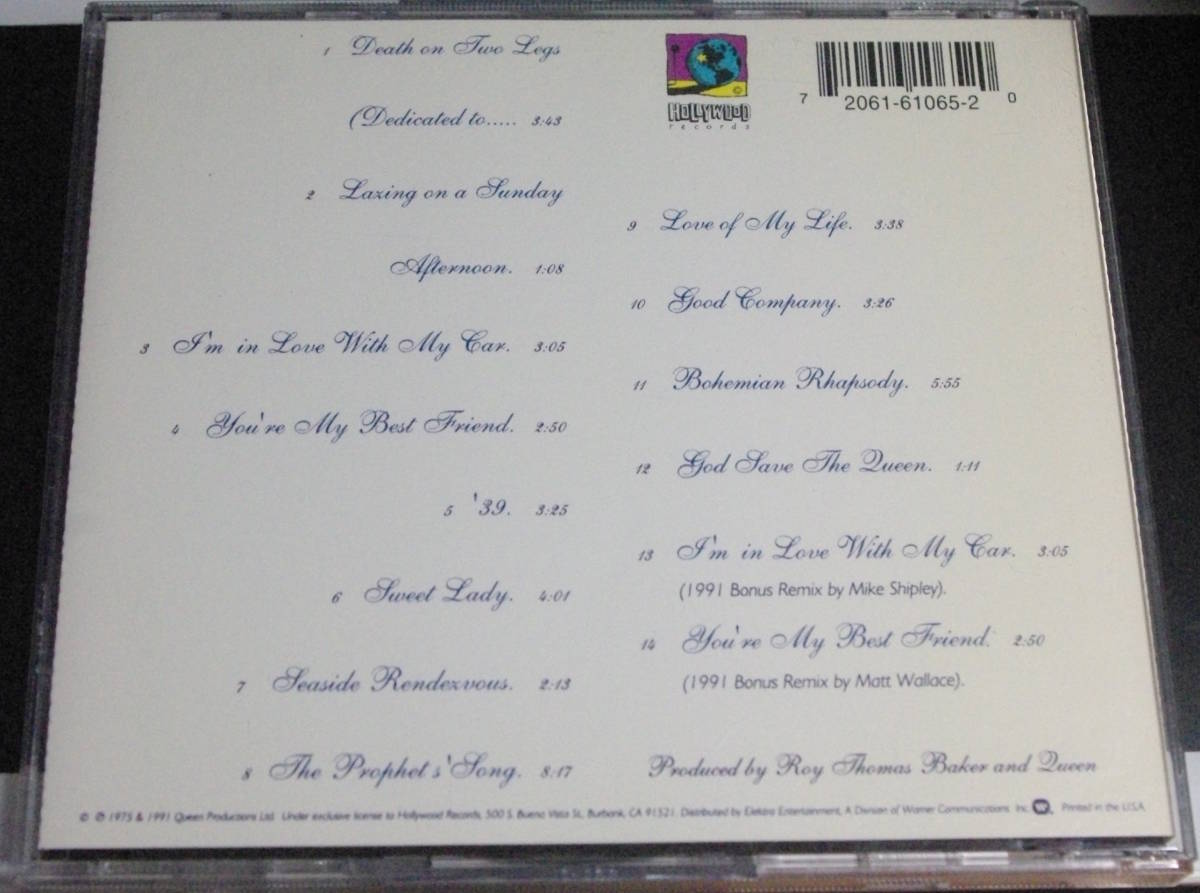 1 Death on Two Legs
(Dedicated to..... 3:43
2 Lazing on a Sunday
Afternoon. 1:08
3 I'm in Love With My Car. 3:05
4 You're My Best Friend. 2:50
5 '39. 3:25
6 Sweet Lady. 4:01
7 Seaside Rendezvous. 2:13
8 The Prophet s' Song. 8:17
HOLLYWOOD
records
7 2061-61065-2 0
9 Love of My Life. 3:38
10 Good Company. 3:26
11 Bohemian Rhapsody. 5:55
12 God Save The Queen. 1:11
13 I'm in Love With My Car. 3:05
(1991 Bonus Remix by Mike Shipley).
14 You're My Best Friend. 2:50
(1991 Bonus Remix by Matt Wallace).
Produced by Roy Thomas Baker and Queen
© ℗ 1975 & 1991 Queen Productions Ltd. Under exclusive license to Hollywood Records, 500 S. Buena Vista St., Burbank, CA 91521. Distributed by Elektra Entertainment, A Division of Warner Communications Inc. Printed in the U.S.A.